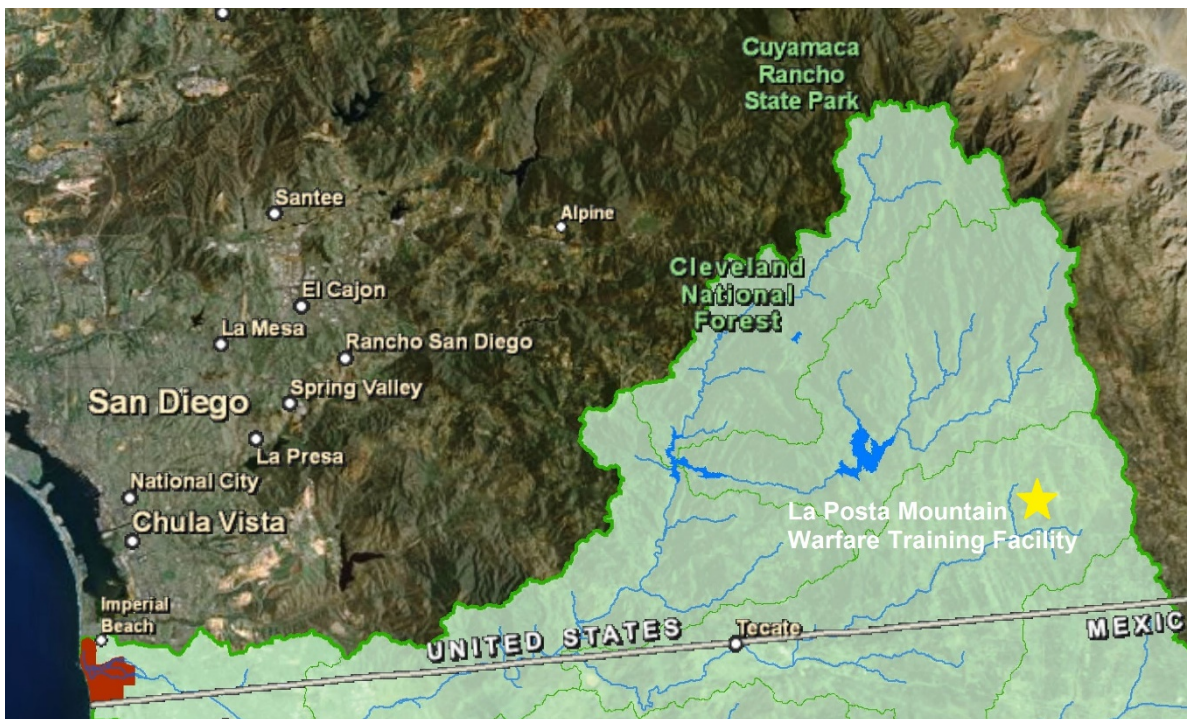 Cuyamaca
Rancho
State Park
Santee
Alpine
Cleveland
National
Forest
El Cajon
La Mesa
Rancho San Diego
San Diego
Spring Valley
La Presa
National City
Chula Vista
La Posta Mountain
Warfare Training Facility
Imperial
Beach
UNITED STATES
Tecate
MEXIC